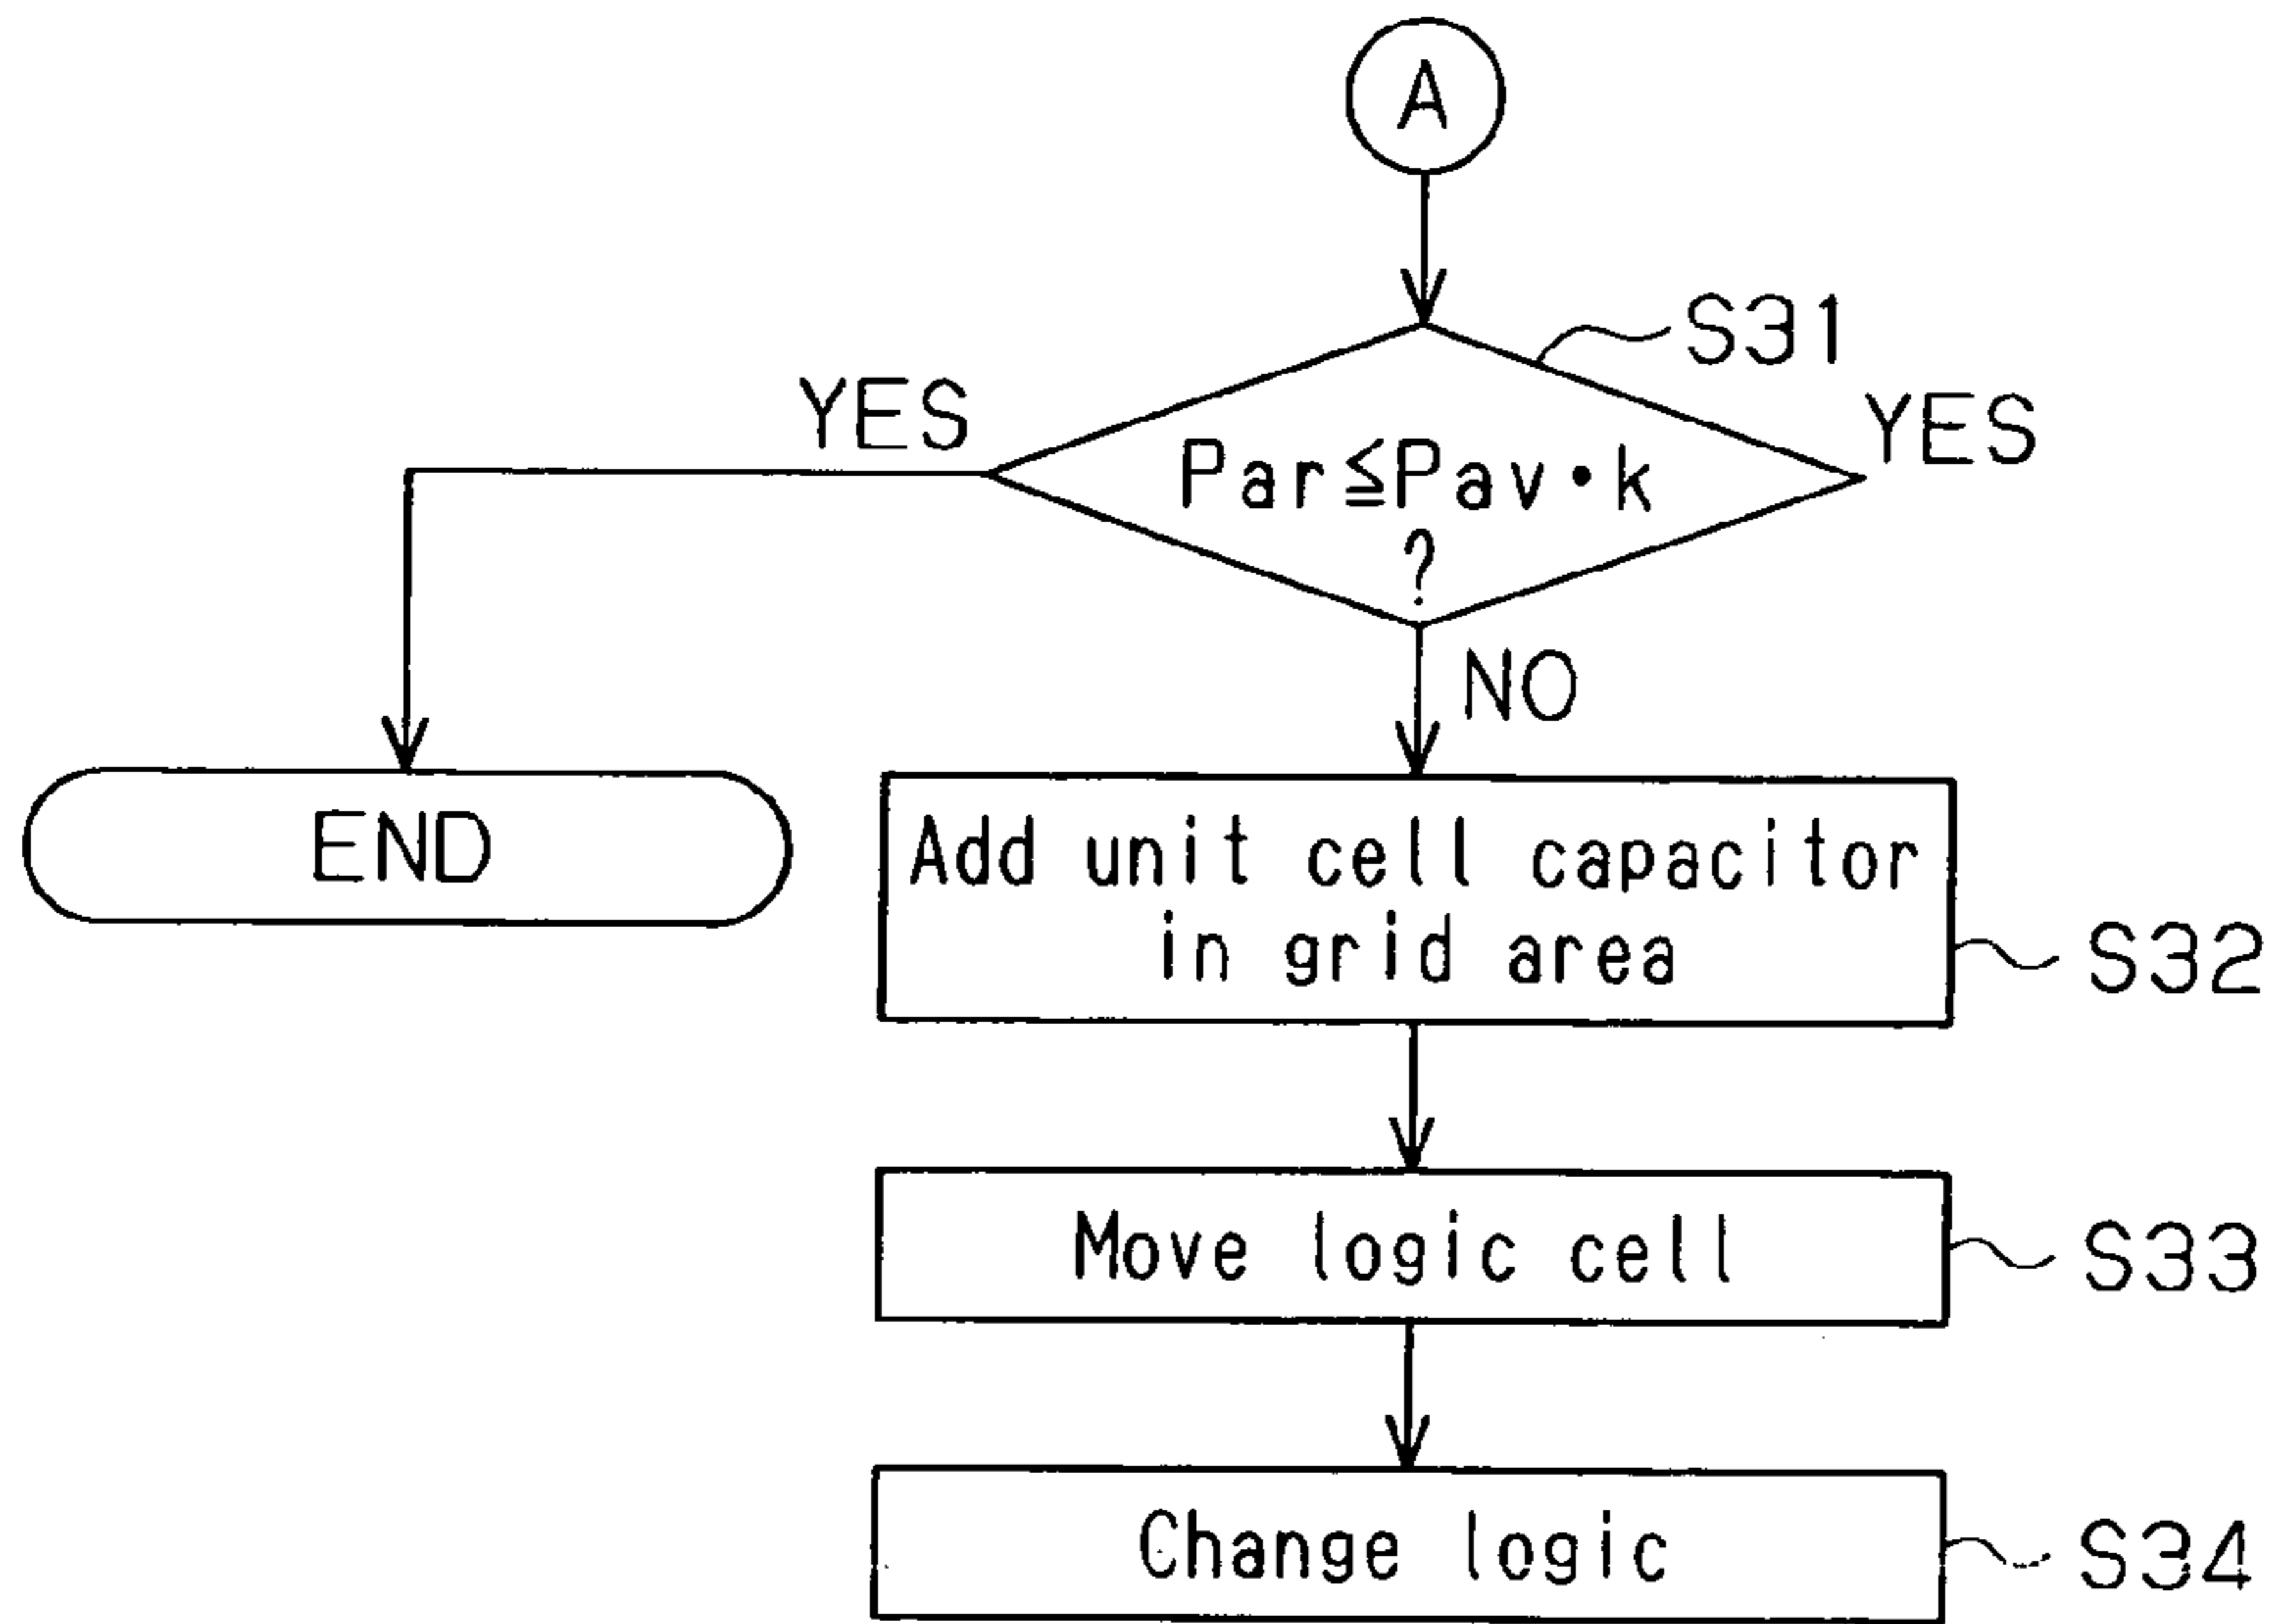 A
S31
YES
YES
Par≦Pav•k
?
NO
END
Add unit cell capacitor
in grid area
S32
Move logic cell
S33
Change logic
S34